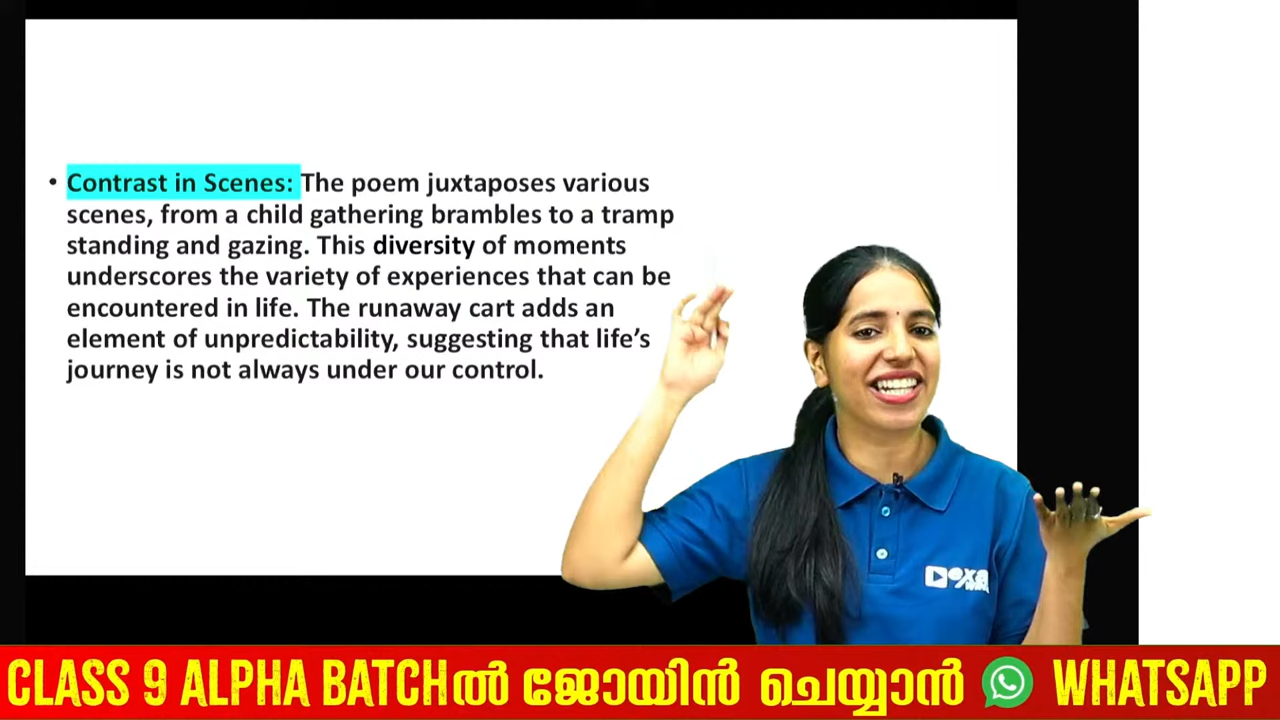 • Contrast in Scenes: The poem juxtaposes various
scenes, from a child gathering brambles to a tramp
standing and gazing. This diversity of moments
underscores the variety of experiences that can be
encountered in life. The runaway cart adds an
element of unpredictability, suggesting that life’s
journey is not always under our control.
CLASS 9 ALPHA BATCHൽ ജോയിൻ ചെയ്യാൻ WHATSAPP